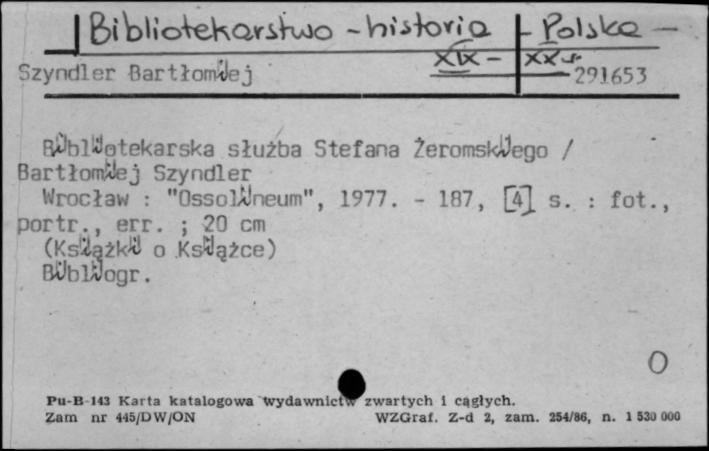 Bibliotekarstwo - historia - Polska -
XIX - XX w.
Szyndler Bartłomiej 291653
Bibliotekarska służba Stefana Żeromskiego /
Bartłomiej Szyndler
Wrocław : "Ossolineum", 1977. - 187, [4] s. : fot.,
portr., err. ; 20 cm
(Książki o Książce)
Bibliogr.
O
Pu-B-143 Karta katalogowa wydawnictw zwartych i ciągłych.
Zam nr 445/DW/ON WZGraf. Z-d 2, zam. 254/86, n. 1 530 000